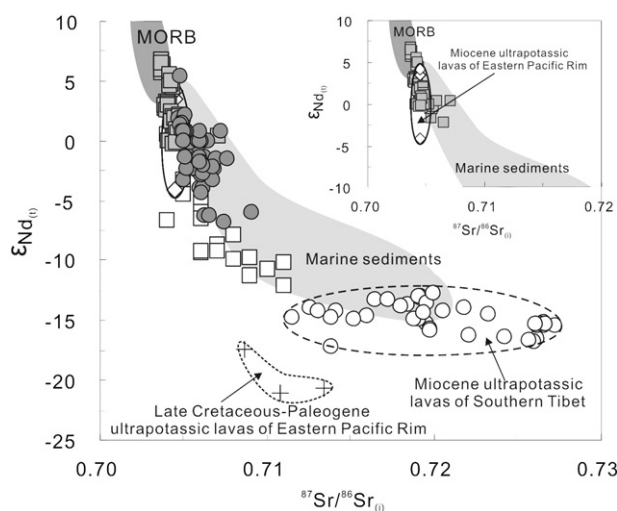 10
MORB
5
0
-5
-10
-15
-20
-25
εNd(t)
Marine sediments
Late Cretaceous-Paleogene
ultrapotassic lavas of Eastern Pacific Rim
Miocene ultrapotassic
lavas of Southern Tibet
0.70
0.71
0.72
0.73
87Sr/86Sr(i)
10
MORB
5
0
-5
-10
εNd(t)
Miocene ultrapotassic
lavas of Eastern Pacific Rim
Marine sediments
0.70
0.71
0.72
87Sr/86Sr(i)